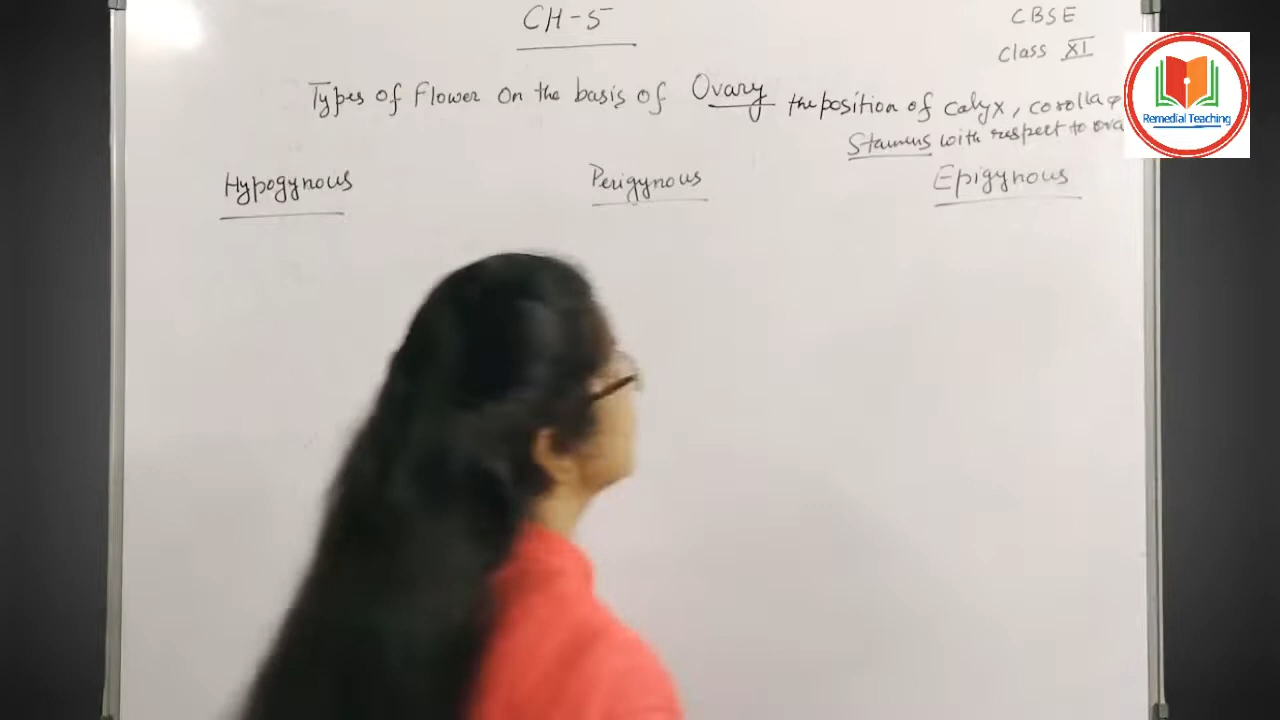 CH-5
CBSE
Class XI
Types of Flower on the basis of Ovary the position of calyx, corolla &
Stamens with respect to ova
Remedial Teaching
Hypogynous
Perigynous
Epigynous